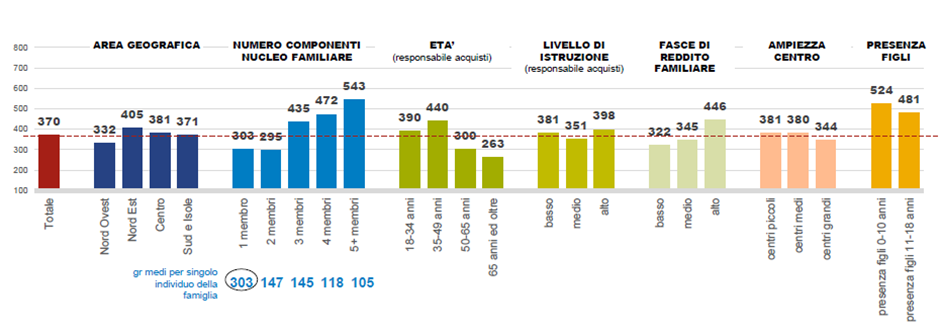 AREA GEOGRAFICA
NUMERO COMPONENTI
NUCLEO FAMILIARE
ETA'
(responsabile acquisti)
LIVELLO DI
ISTRUZIONE
(responsabile acquisti)
FASCE DI
REDDITO
FAMILIARE
AMPIEZZA
CENTRO
PRESENZA
FIGLI
800
700
600
500
400
300
200
100
370
332
405
381
371
303
295
435
472
543
390
440
300
263
381
351
398
322
345
446
381
380
344
524
481
Totale
Nord Ovest
Nord Est
Centro
Sud e Isole
1 membro
2 membri
3 membri
4 membri
5+ membri
18-34 anni
35-49 anni
50-65 anni
65 anni ed oltre
basso
medio
alto
basso
medio
alto
centri piccoli
centri medi
centri grandi
presenza figli 0-10 anni
presenza figli 11-18 anni
gr medi per singolo
individuo della
famiglia
303 147 145 118 105